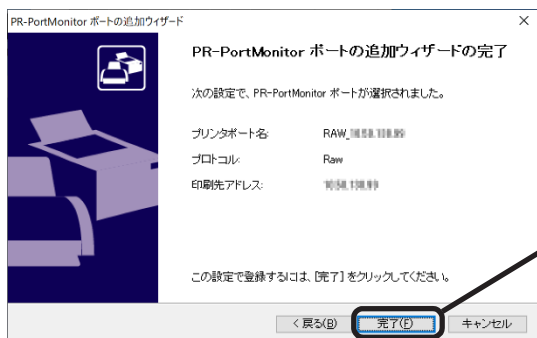 PR-PortMonitor ポートの追加ウィザード
PR-PortMonitor ポートの追加ウィザードの完了
次の設定で、PR-PortMonitor ポートが選択されました。
プリンタポート名: RAW_
プロトコル: Raw
印刷先アドレス:
この設定で登録するには、[完了] をクリックしてください。
< 戻る(B) 完了(F) キャンセル